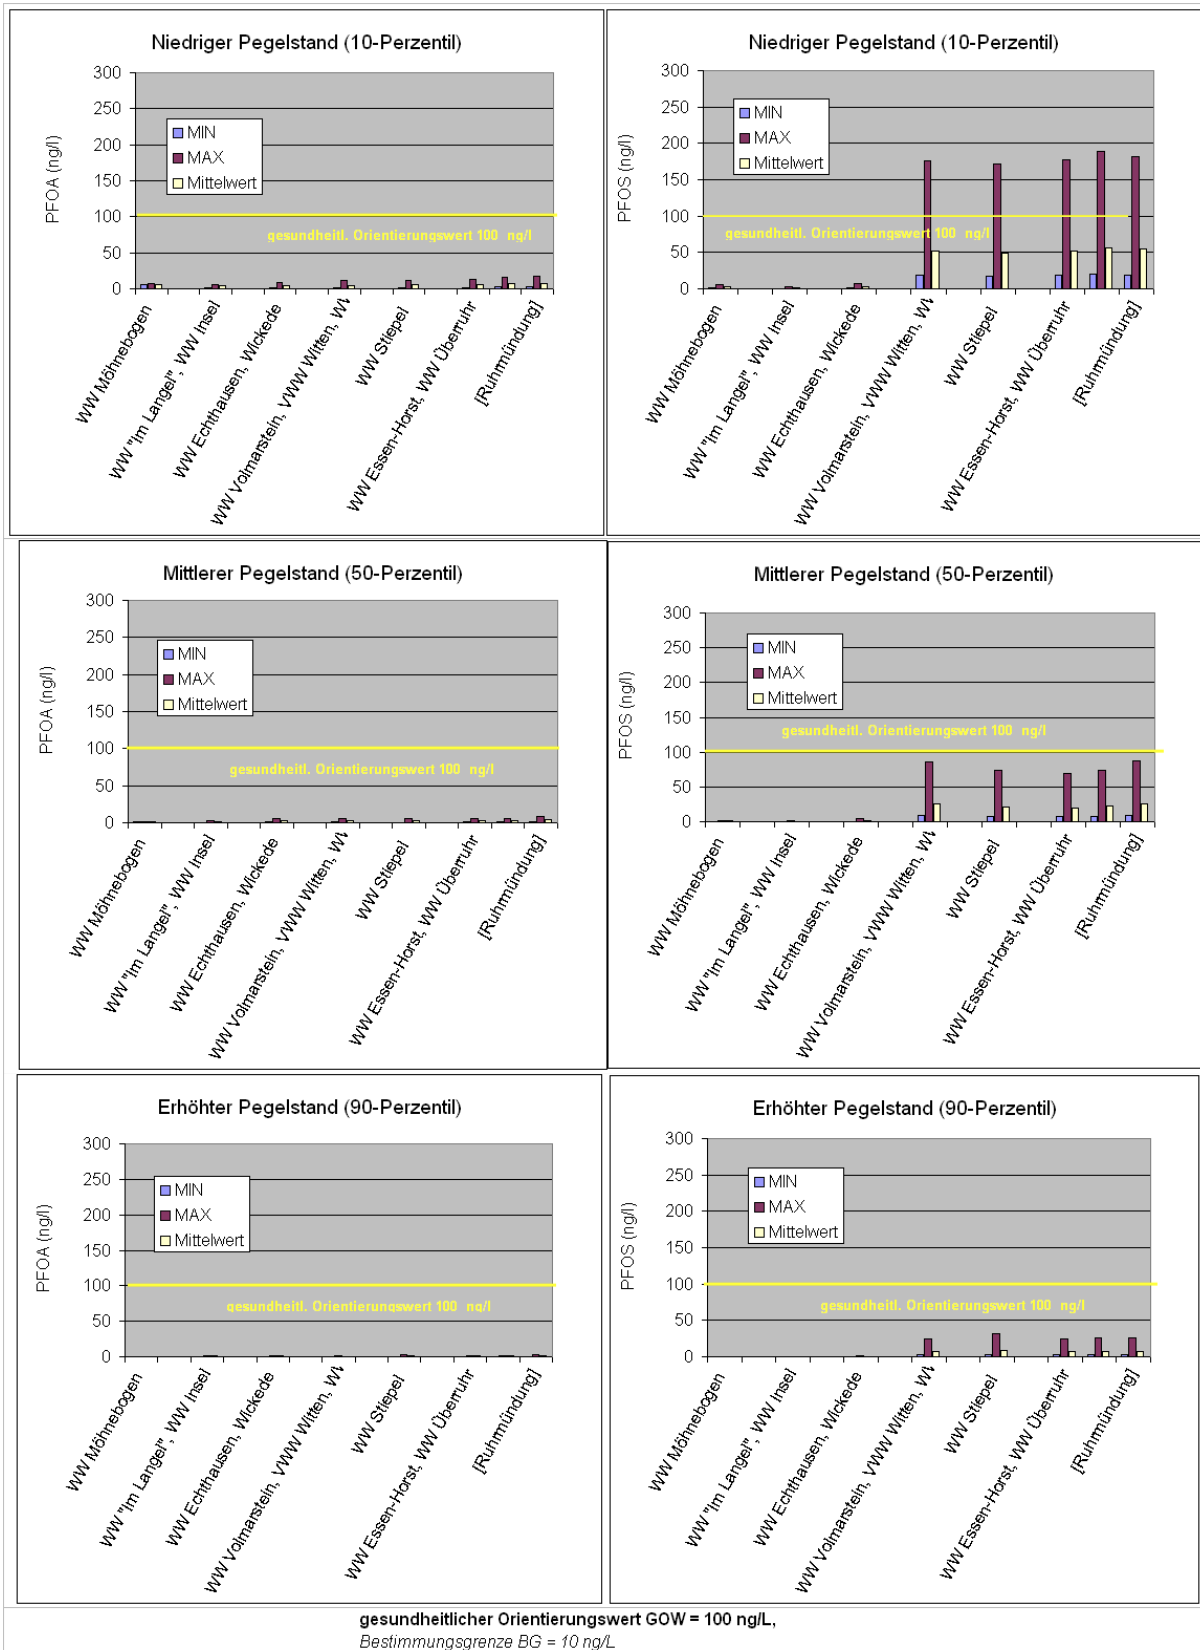 Niedriger Pegelstand (10-Perzentil)
300
250
200
150
100
50
0
PFOA (ng/l)
MIN
MAX
Mittelwert
gesundheitl. Orientierungswert 100 ng/l
WW Möhnebogen
WW "Im Langel", WW Insel
WW Echthausen, Wickede
WW Volmarstein, VWW Witten, W\
WW Stiepel
WW Essen-Horst, WW Überruhr
[Ruhrmündung]
Niedriger Pegelstand (10-Perzentil)
300
250
200
150
100
50
0
PFOS (ng/l)
MIN
MAX
Mittelwert
gesundheitl. Orientierungswert 100 ng/l
WW Möhnebogen
WW "Im Langel", WW Insel
WW Echthausen, Wickede
WW Volmarstein, VWW Witten, W\
WW Stiepel
WW Essen-Horst, WW Überruhr
[Ruhrmündung]
Mittlerer Pegelstand (50-Perzentil)
300
250
200
150
100
50
0
PFOA (ng/l)
MIN
MAX
Mittelwert
gesundheitl. Orientierungswert 100 ng/l
WW Möhnebogen
WW "Im Langel", WW Insel
WW Echthausen, Wickede
WW Volmarstein, VWW Witten, W\
WW Stiepel
WW Essen-Horst, WW Überruhr
[Ruhrmündung]
Mittlerer Pegelstand (50-Perzentil)
300
250
200
150
100
50
0
PFOS (ng/l)
MIN
MAX
Mittelwert
gesundheitl. Orientierungswert 100 ng/l
WW Möhnebogen
WW "Im Langel", WW Insel
WW Echthausen, Wickede
WW Volmarstein, VWW Witten, W\
WW Stiepel
WW Essen-Horst, WW Überruhr
[Ruhrmündung]
Erhöhter Pegelstand (90-Perzentil)
300
250
200
150
100
50
0
PFOA (ng/l)
MIN
MAX
Mittelwert
gesundheitl. Orientierungswert 100 ng/l
WW Möhnebogen
WW "Im Langel", WW Insel
WW Echthausen, Wickede
WW Volmarstein, VWW Witten, W\
WW Stiepel
WW Essen-Horst, WW Überruhr
[Ruhrmündung]
Erhöhter Pegelstand (90-Perzentil)
300
250
200
150
100
50
0
PFOS (ng/l)
MIN
MAX
Mittelwert
gesundheitl. Orientierungswert 100 ng/l
WW Möhnebogen
WW "Im Langel", WW Insel
WW Echthausen, Wickede
WW Volmarstein, VWW Witten, W\
WW Stiepel
WW Essen-Horst, WW Überruhr
[Ruhrmündung]
gesundheitlicher Orientierungswert GOW = 100 ng/L,
Bestimmungsgrenze BG = 10 ng/L